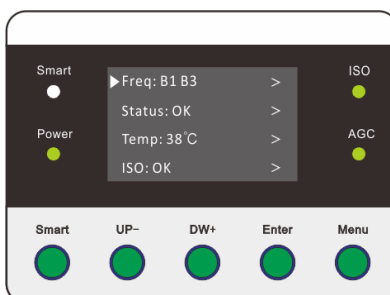 Smart
ISO
Freq: B1 B3 >
Status: OK >
Power
AGC
Temp: 38℃ >
ISO: OK >
Smart UP- DW+ Enter Menu